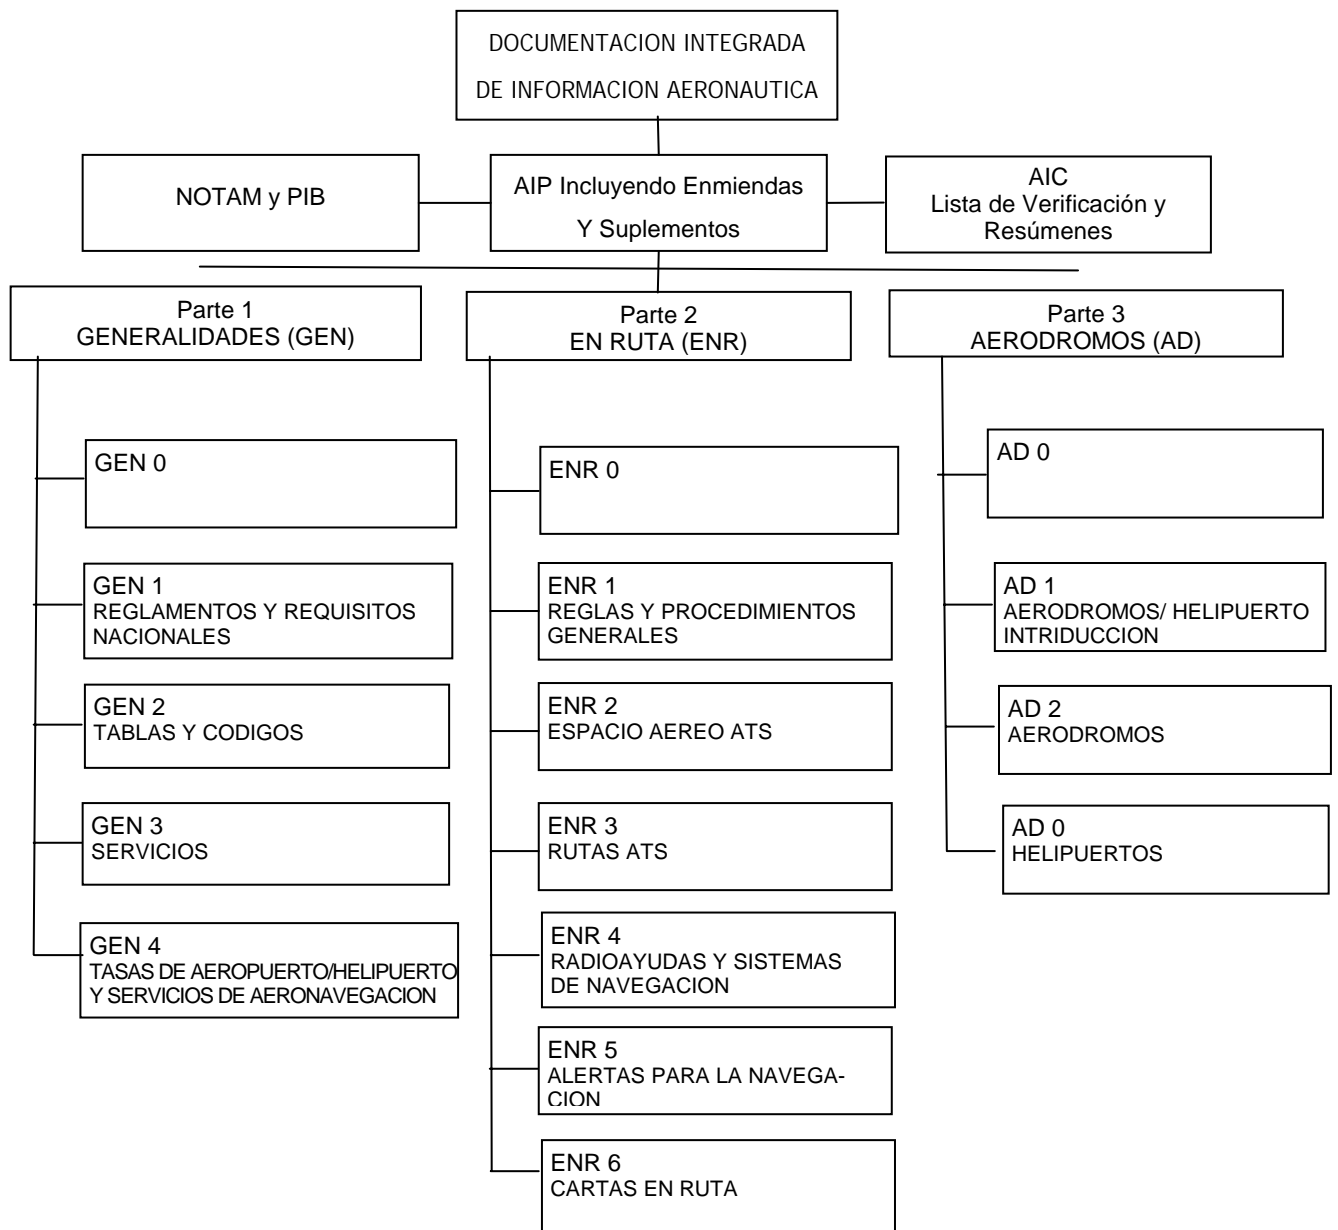 DOCUMENTACION INTEGRADA
DE INFORMACION AERONAUTICA
NOTAM y PIB
AIP Incluyendo Enmiendas
Y Suplementos
AIC
Lista de Verificación y
Resúmenes
Parte 1
GENERALIDADES (GEN)
Parte 2
EN RUTA (ENR)
Parte 3
AERODROMOS (AD)
GEN 0
GEN 1
REGLAMENTOS Y REQUISITOS
NACIONALES
GEN 2
TABLAS Y CODIGOS
GEN 3
SERVICIOS
GEN 4
TASAS DE AEROPUERTO/HELIPUERTO
Y SERVICIOS DE AERONAVEGACION
ENR 0
ENR 1
REGLAS Y PROCEDIMIENTOS
GENERALES
ENR 2
ESPACIO AEREO ATS
ENR 3
RUTAS ATS
ENR 4
RADIOAYUDAS Y SISTEMAS
DE NAVEGACION
ENR 5
ALERTAS PARA LA NAVEGA-
CION
ENR 6
CARTAS EN RUTA
AD 0
AD 1
AERODROMOS/ HELIPUERTO
INTRIDUCCION
AD 2
AERODROMOS
AD 0
HELIPUERTOS